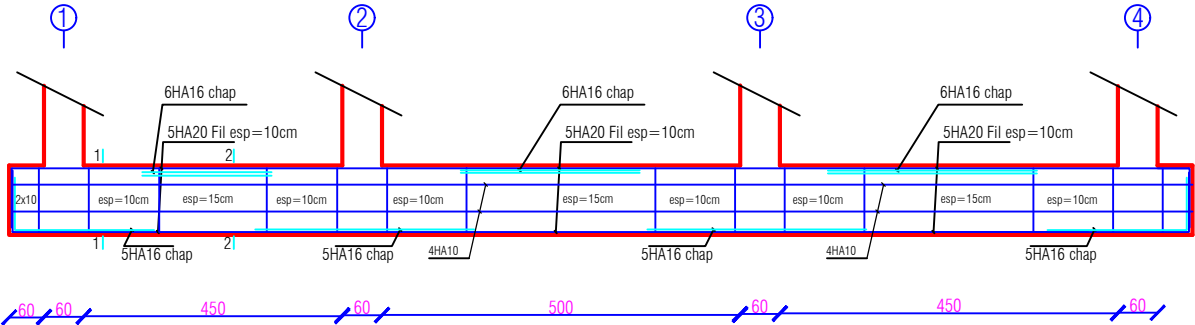 1 2 3 4
6HA16 chap 6HA16 chap 6HA16 chap
5HA20 Fil esp=10cm 5HA20 Fil esp=10cm 5HA20 Fil esp=10cm
1 2
2x10 esp=10cm esp=15cm esp=10cm esp=10cm esp=15cm esp=10cm esp=10cm esp=15cm esp=10cm
1 2
5HA16 chap 5HA16 chap 4HA10 5HA16 chap 4HA10 5HA16 chap
60 60 450 60 500 60 450 60